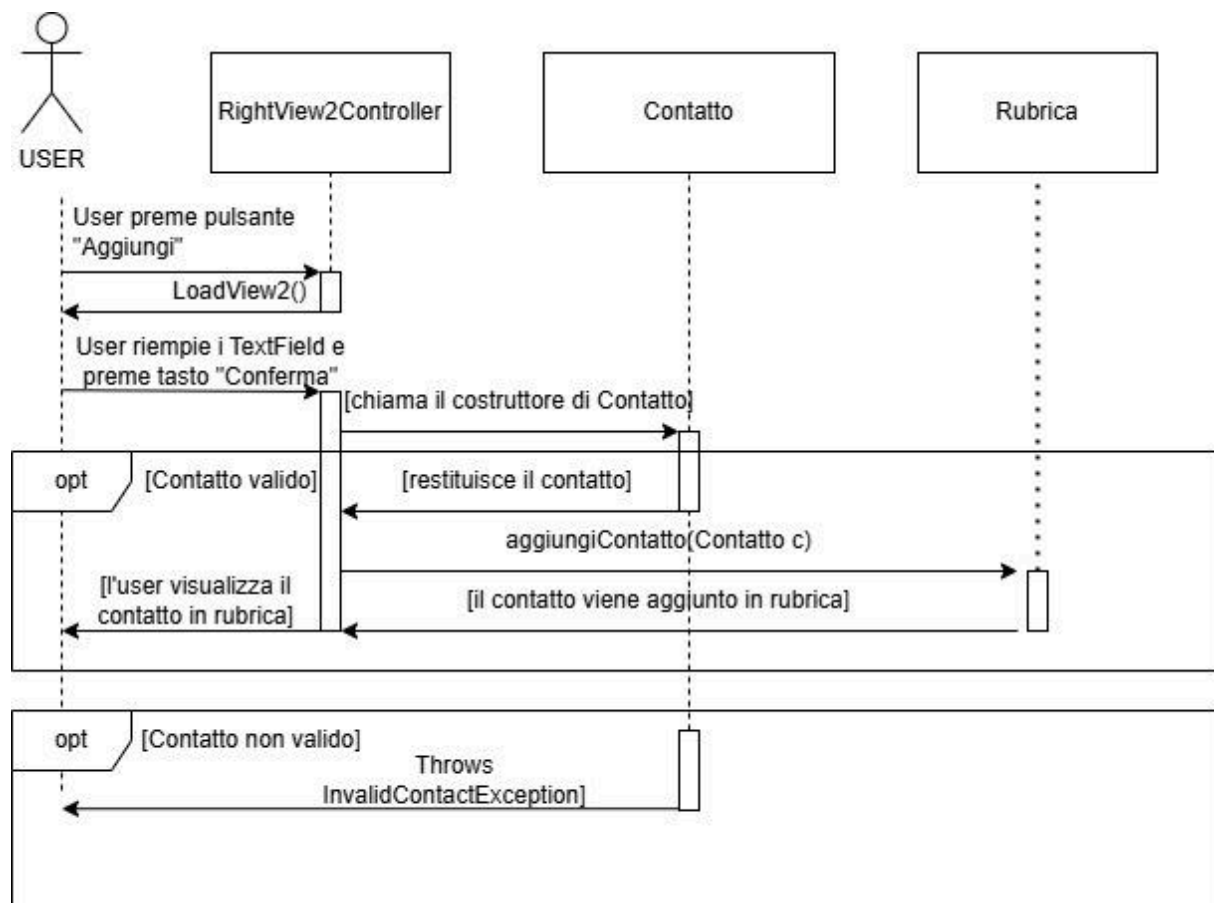 USER
RightView2Controller
Contatto
Rubrica
User preme pulsante
"Aggiungi"
LoadView2()
User riempie i TextField e
preme tasto "Conferma"
[chiama il costruttore di Contatto]
opt
[Contatto valido]
[restituisce il contatto]
aggiungiContatto(Contatto c)
[l'user visualizza il
contatto in rubrica]
[il contatto viene aggiunto in rubrica]
opt
[Contatto non valido]
Throws
InvalidContactException]